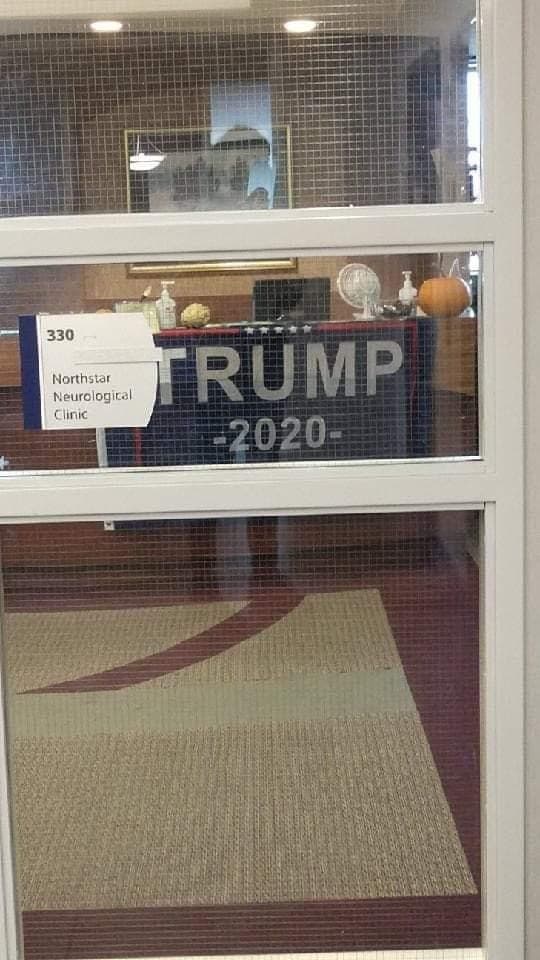 330
Northstar
Neurological
Clinic
TRUMP
-2020-